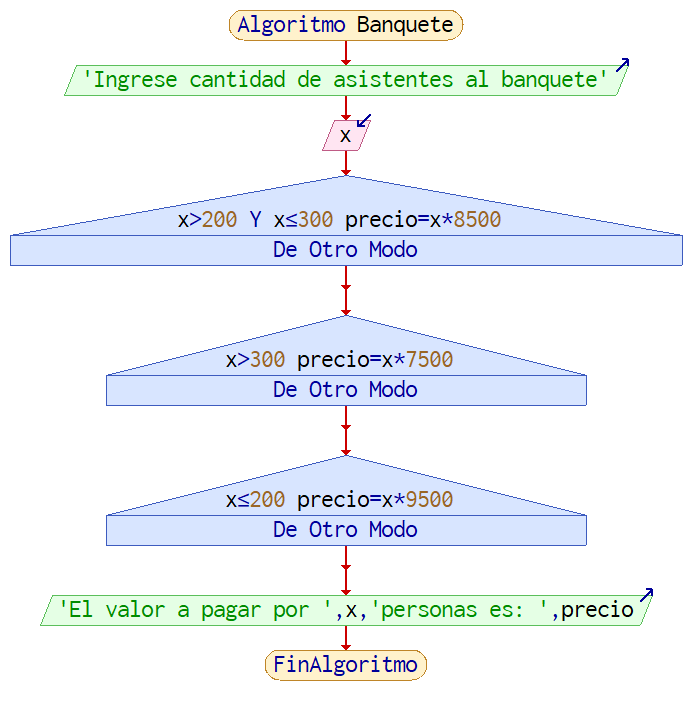 Algoritmo Banquete
'Ingrese cantidad de asistentes al banquete'
x
x>200 Y x≤300 precio=x*8500
De Otro Modo
x>300 precio=x*7500
De Otro Modo
x≤200 precio=x*9500
De Otro Modo
'El valor a pagar por ',x,'personas es: ',precio
FinAlgoritmo